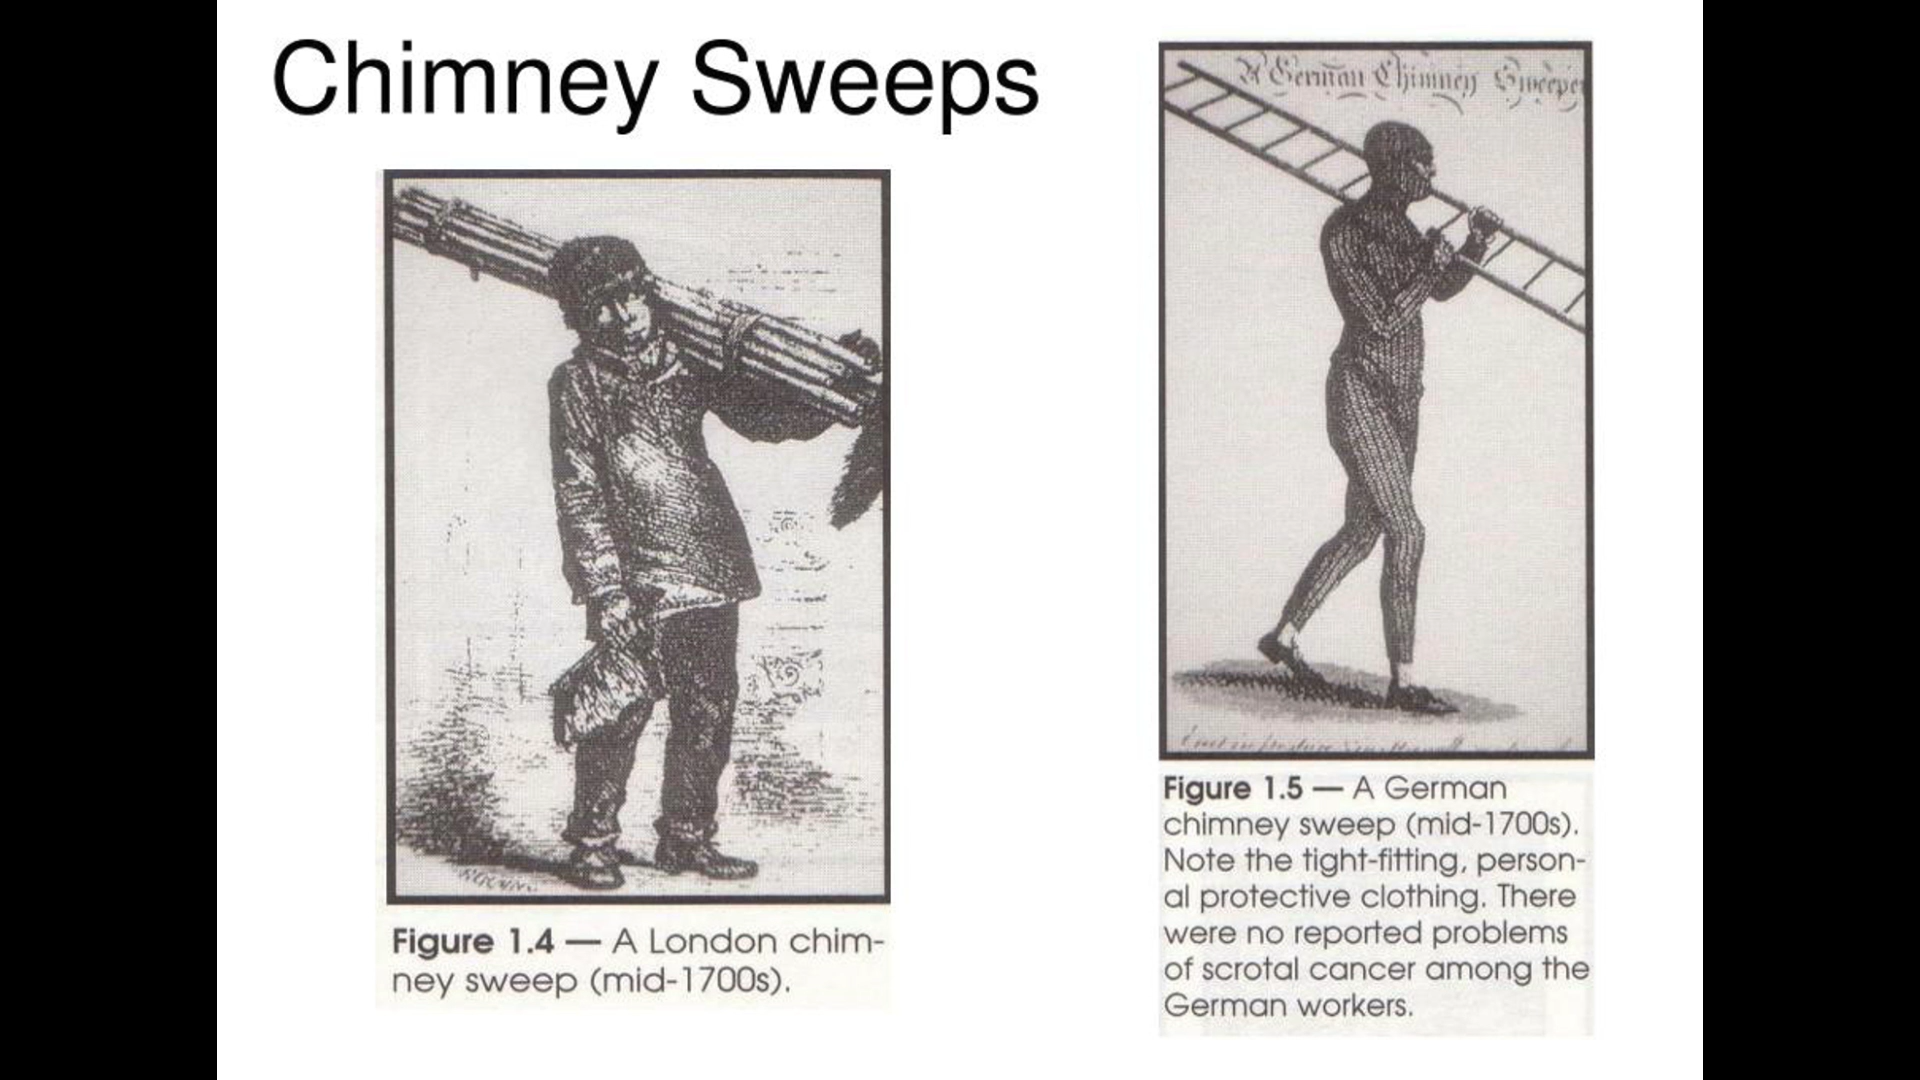 Chimney Sweeps
A German Chimney Sweeper
Figure 1.4 — A London chim-
ney sweep (mid-1700s).
Figure 1.5 — A German
chimney sweep (mid-1700s).
Note the tight-fitting, person-
al protective clothing. There
were no reported problems
of scrotal cancer among the
German workers.